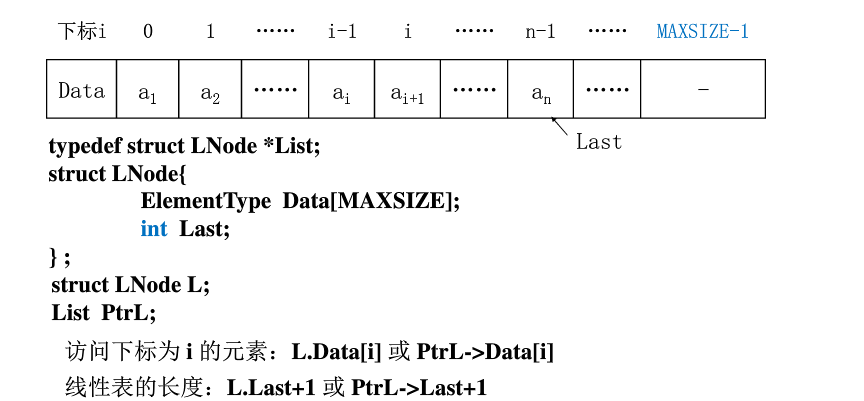 下标i 0 1 …… i-1 i …… n-1 …… MAXSIZE-1
Data a1 a2 …… ai ai+1 …… an …… -
Last
typedef struct LNode *List;
struct LNode{
ElementType Data[MAXSIZE];
int Last;
} ;
struct LNode L;
List PtrL;
访问下标为 i 的元素：L.Data[i] 或 PtrL->Data[i]
线性表的长度：L.Last+1 或 PtrL->Last+1